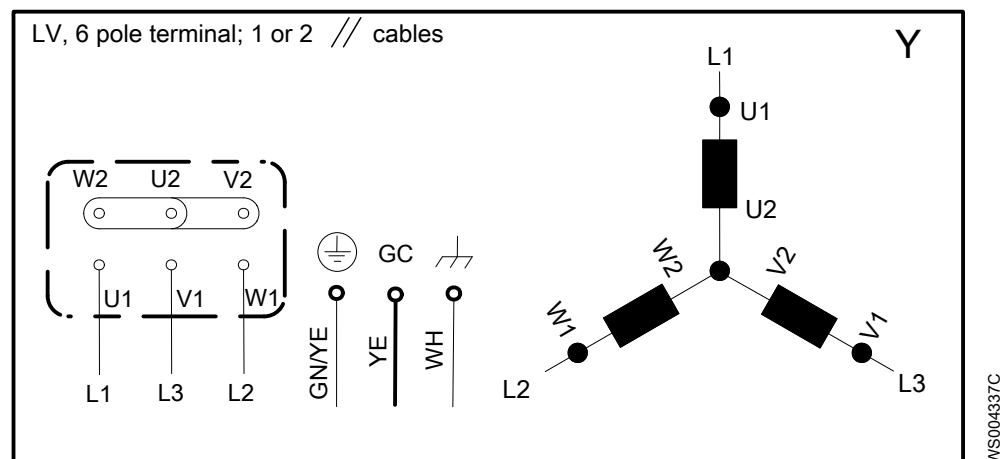 LV, 6 pole terminal; 1 or 2 // cables
Y
W2 U2 V2
U1 V1 W1
L1 L3 L2
GC
GN/YE
YE
WH
L1
U1
U2
W2
V2
W1
V1
L2
L3
WS004337C